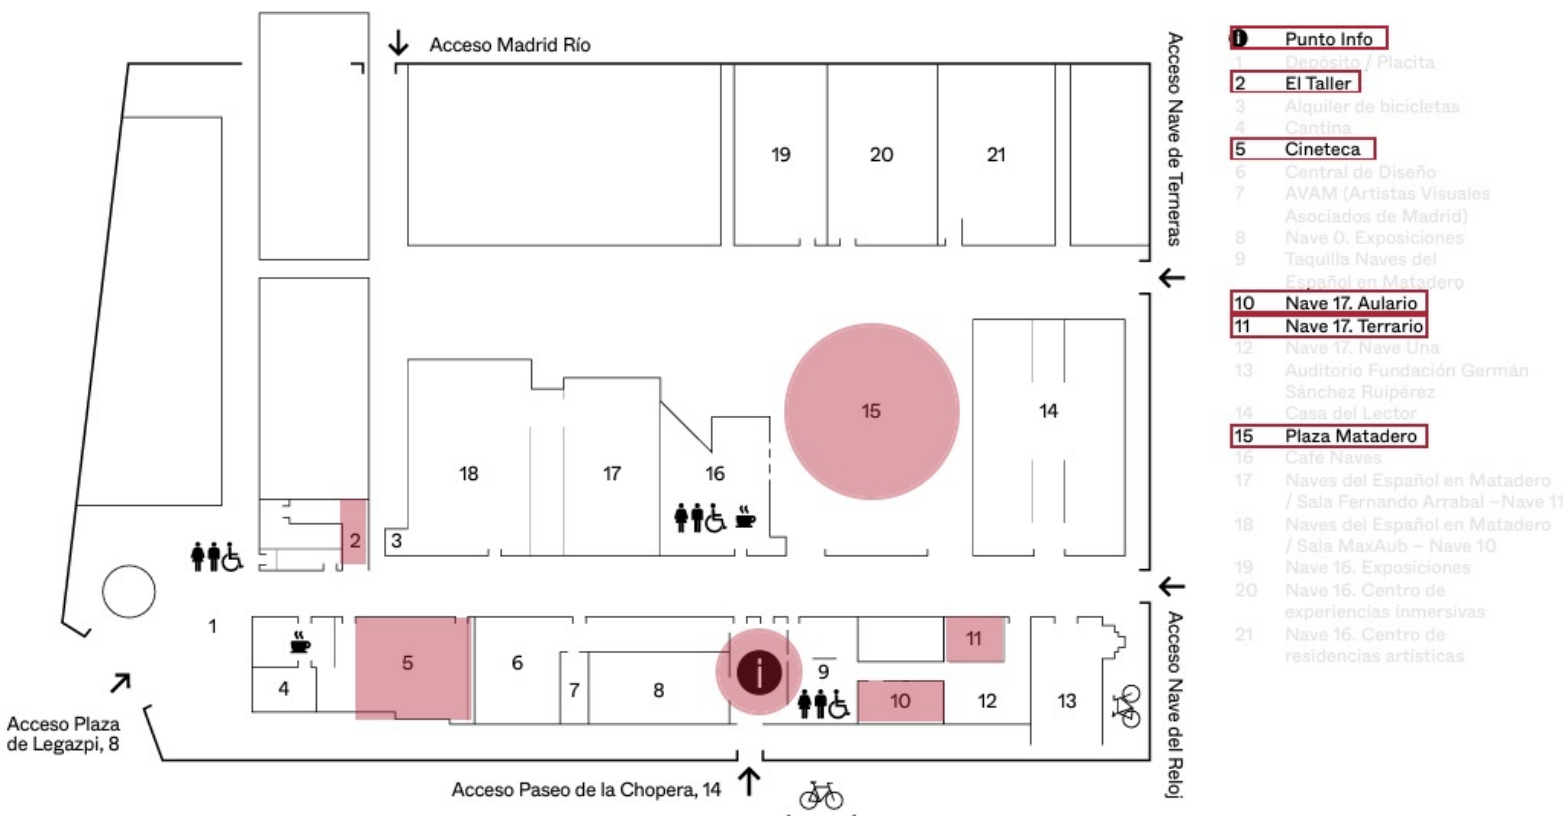 Acceso Madrid Río
Acceso Nave de Terneras
19
20
21
15
14
18
17
16
2
3
1
5
6
11
i
9
4
7
8
10
12
13
Acceso Plaza
de Legazpi, 8
Acceso Nave del Reloj
Acceso Paseo de la Chopera, 14
i Punto Info
1 Depósito / Placita
2 El Taller
3 Alquiler de bicicletas
4 Cantina
5 Cineteca
6 Central de Diseño
7 AVAM (Artistas Visuales
Asociados de Madrid)
8 Nave 0. Exposiciones
9 Taquilla Naves del
Español en Matadero
10 Nave 17. Aulario
11 Nave 17. Terrario
12 Nave 17. Nave Una
13 Auditorio Fundación Germán
Sánchez Ruipérez
14 Casa del Lector
15 Plaza Matadero
16 Café Naves
17 Naves del Español en Matadero
/ Sala Fernando Arrabal –Nave 11
18 Naves del Español en Matadero
/ Sala MaxAub – Nave 10
19 Nave 16. Exposiciones
20 Nave 16. Centro de
experiencias inmersivas
21 Nave 16. Centro de
residencias artísticas